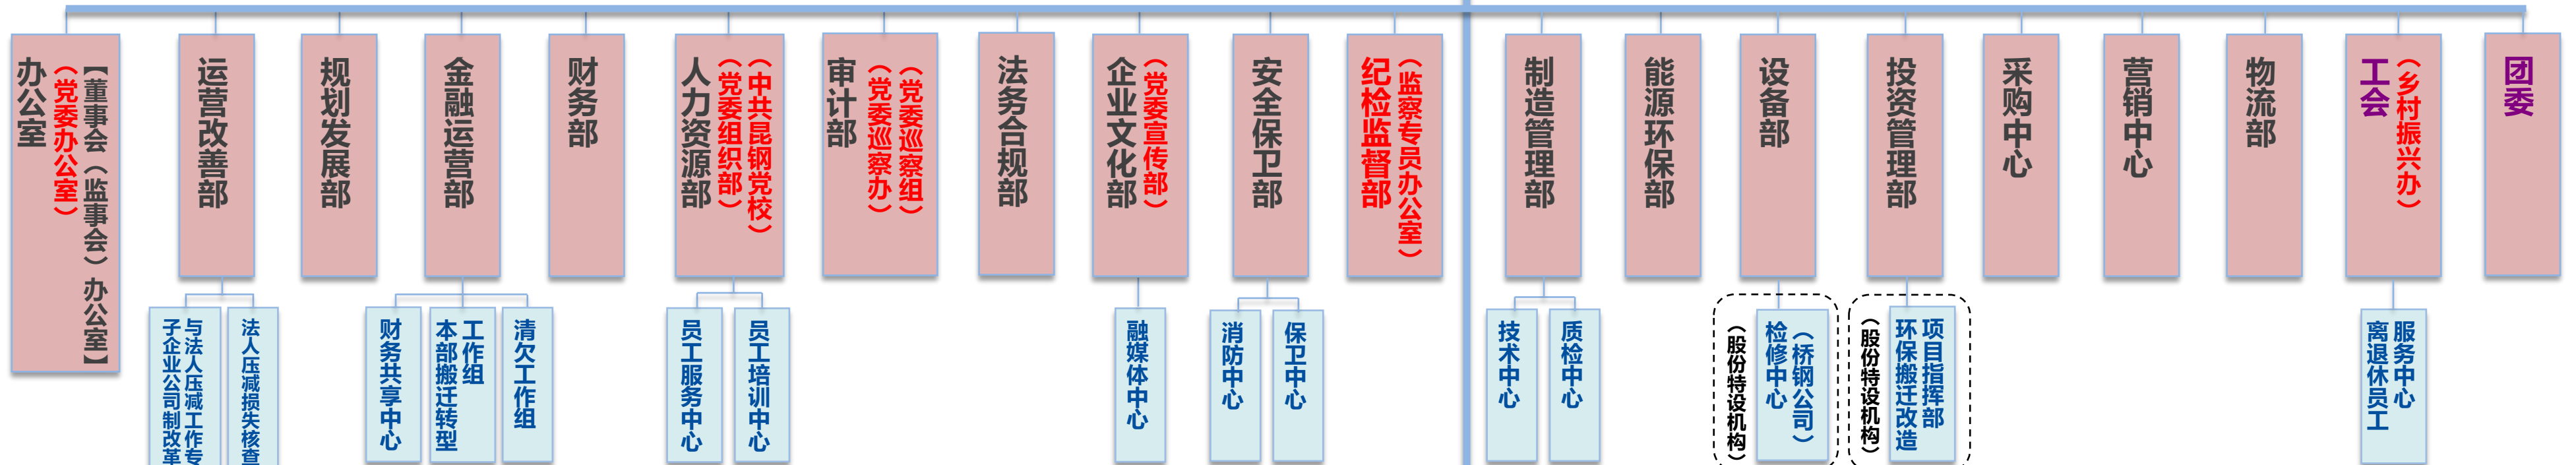 办公室
（党委办公室）
【董事会（监事会）办公室】
运营改善部
规划发展部
金融运营部
财务部
人力资源部
（党委组织部）
（中共昆钢党校）
审计部
（党委巡察办）
（党委巡察组）
法务合规部
企业文化部
（党委宣传部）
安全保卫部
纪检监督部
（监察专员办公室）
制造管理部
能源环保部
设备部
投资管理部
采购中心
营销中心
物流部
工会
（乡村振兴办）
团委
子企业公司制改革
与法人压减工作专
法人压减损失核查
财务共享中心
本部搬迁转型
工作组
清欠工作组
员工服务中心
员工培训中心
融媒体中心
消防中心
保卫中心
技术中心
质检中心
（股份特设机构）
检修中心
（桥钢公司）
（股份特设机构）
环保搬迁改造
项目指挥部
离退休员工
服务中心